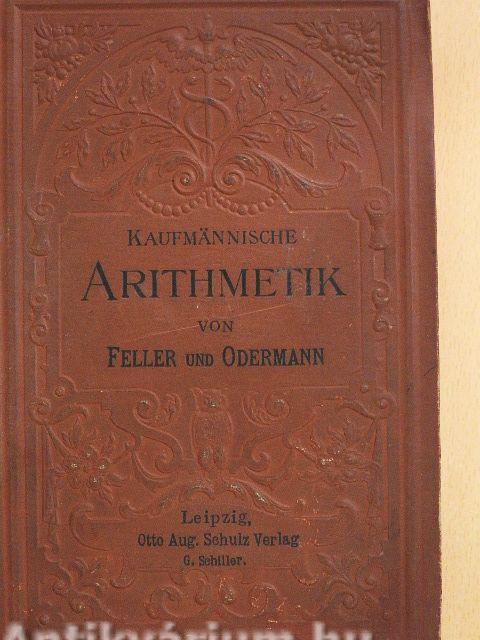 KAUFMÄNNISCHE
ARITHMETIK
VON
FELLER UND ODERMANN
Leipzig,
Otto Aug. Schulz Verlag
G. Schiller.
Antikvárium.hu